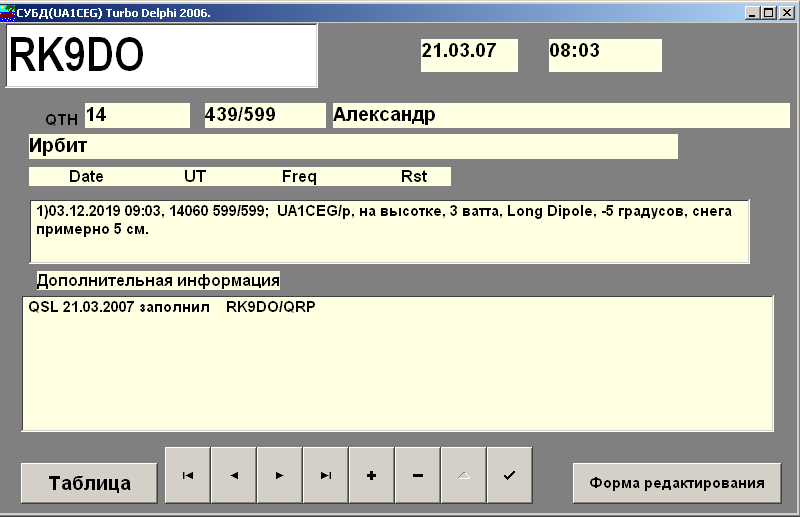 СУБД(UA1CEG) Turbo Delphi 2006.
RK9DO
21.03.07 08:03
QTH 14 439/599 Александр
Ирбит
Date UT Freq Rst
1)03.12.2019 09:03, 14060 599/599; UA1CEG/p, на высотке, 3 ватта, Long Dipole, -5 градусов, снега
примерно 5 см.
Дополнительная информация
QSL 21.03.2007 заполнил RK9DO/QRP
Таблица
Форма редактирования